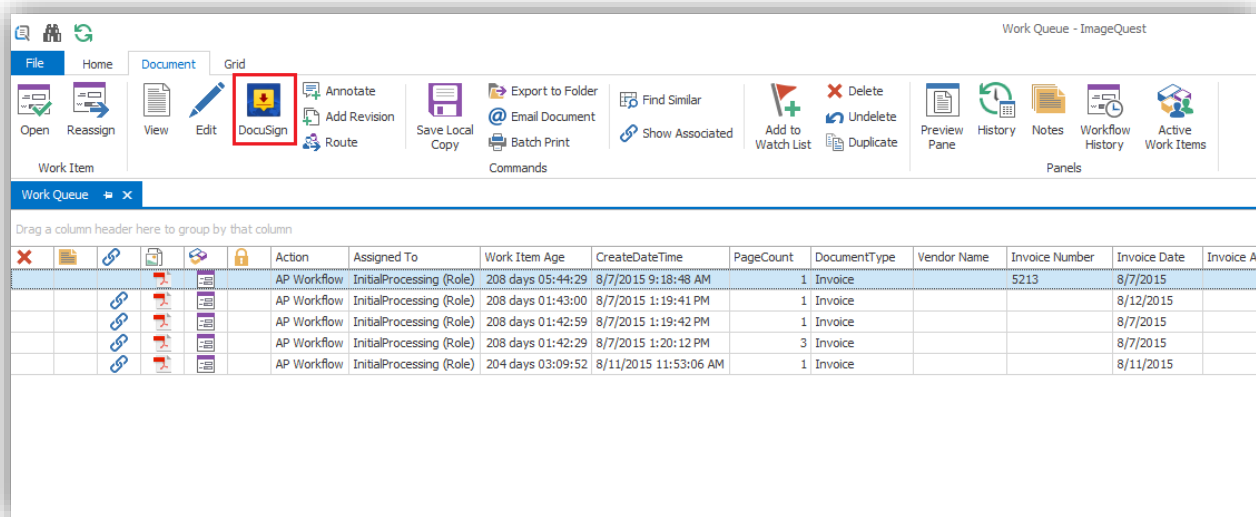 Work Queue - ImageQuest
File Home Document Grid
Open
Reassign
Work Item
View
Edit
DocuSign
Annotate
Add Revision
Route
Save Local
Copy
Export to Folder
Email Document
Batch Print
Find Similar
Show Associated
Add to
Watch List
Delete
Undelete
Duplicate
Commands
Preview
Pane
History
Notes
Workflow
History
Active
Work Items
Panels
Work Queue
Drag a column header here to group by that column
Action Assigned To Work Item Age CreateDateTime PageCount DocumentType Vendor Name Invoice Number Invoice Date Invoice A
AP Workflow InitialProcessing (Role) 208 days 05:44:29 8/7/2015 9:18:48 AM 1 Invoice 5213 8/7/2015
AP Workflow InitialProcessing (Role) 208 days 01:43:00 8/7/2015 1:19:41 PM 1 Invoice 8/12/2015
AP Workflow InitialProcessing (Role) 208 days 01:42:59 8/7/2015 1:19:42 PM 1 Invoice 8/7/2015
AP Workflow InitialProcessing (Role) 208 days 01:42:29 8/7/2015 1:20:12 PM 3 Invoice 8/7/2015
AP Workflow InitialProcessing (Role) 204 days 03:09:52 8/11/2015 11:53:06 AM 1 Invoice 8/11/2015